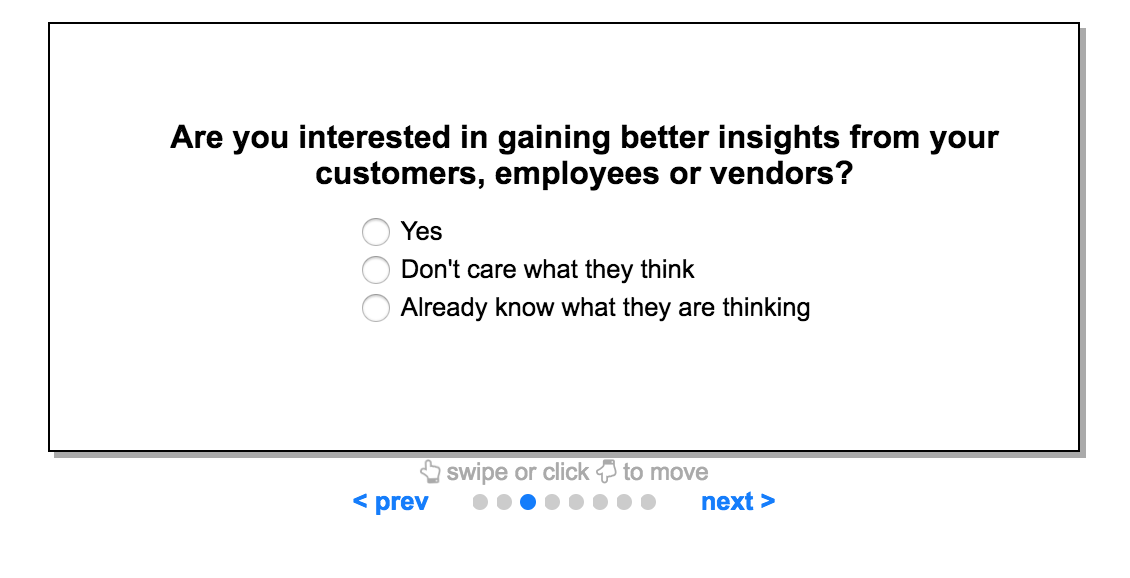 Are you interested in gaining better insights from your
customers, employees or vendors?
Yes
Don't care what they think
Already know what they are thinking
swipe or click to move
< prev
next >